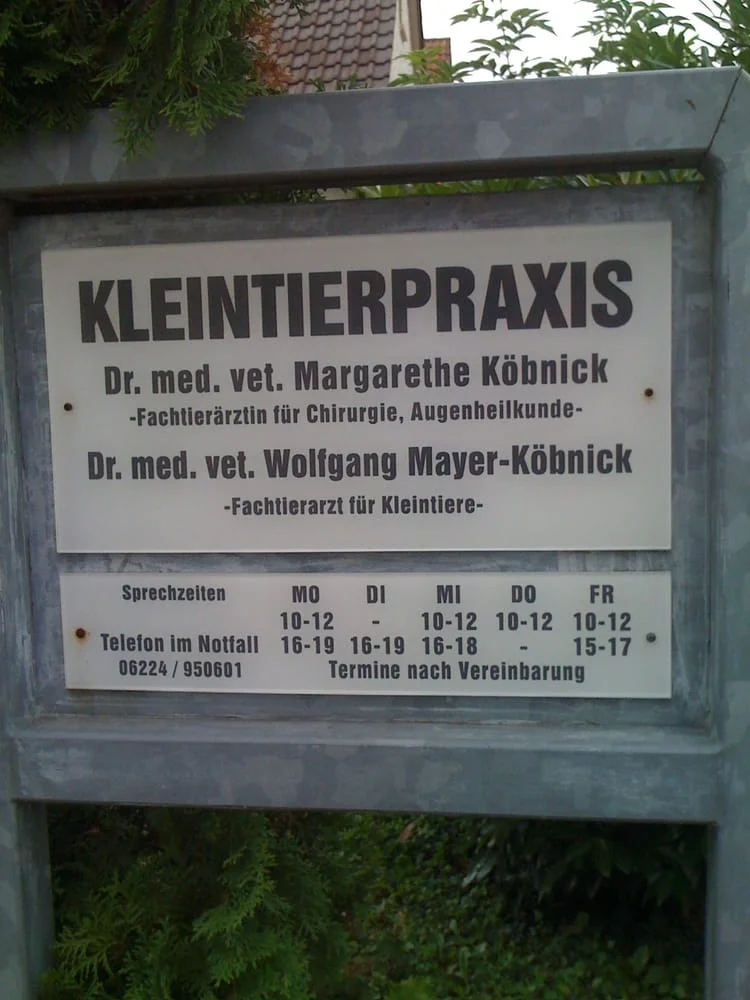 KLEINTIERPRAXIS
Dr. med. vet. Margarethe Köbnick
-Fachtierärztin für Chirurgie, Augenheilkunde-
Dr. med. vet. Wolfgang Mayer-Köbnick
-Fachtierarzt für Kleintiere-
Sprechzeiten MO DI MI DO FR
10-12 - 10-12 10-12 10-12
Telefon im Notfall 16-19 16-19 16-18 - 15-17
06224 / 950601 Termine nach Vereinbarung